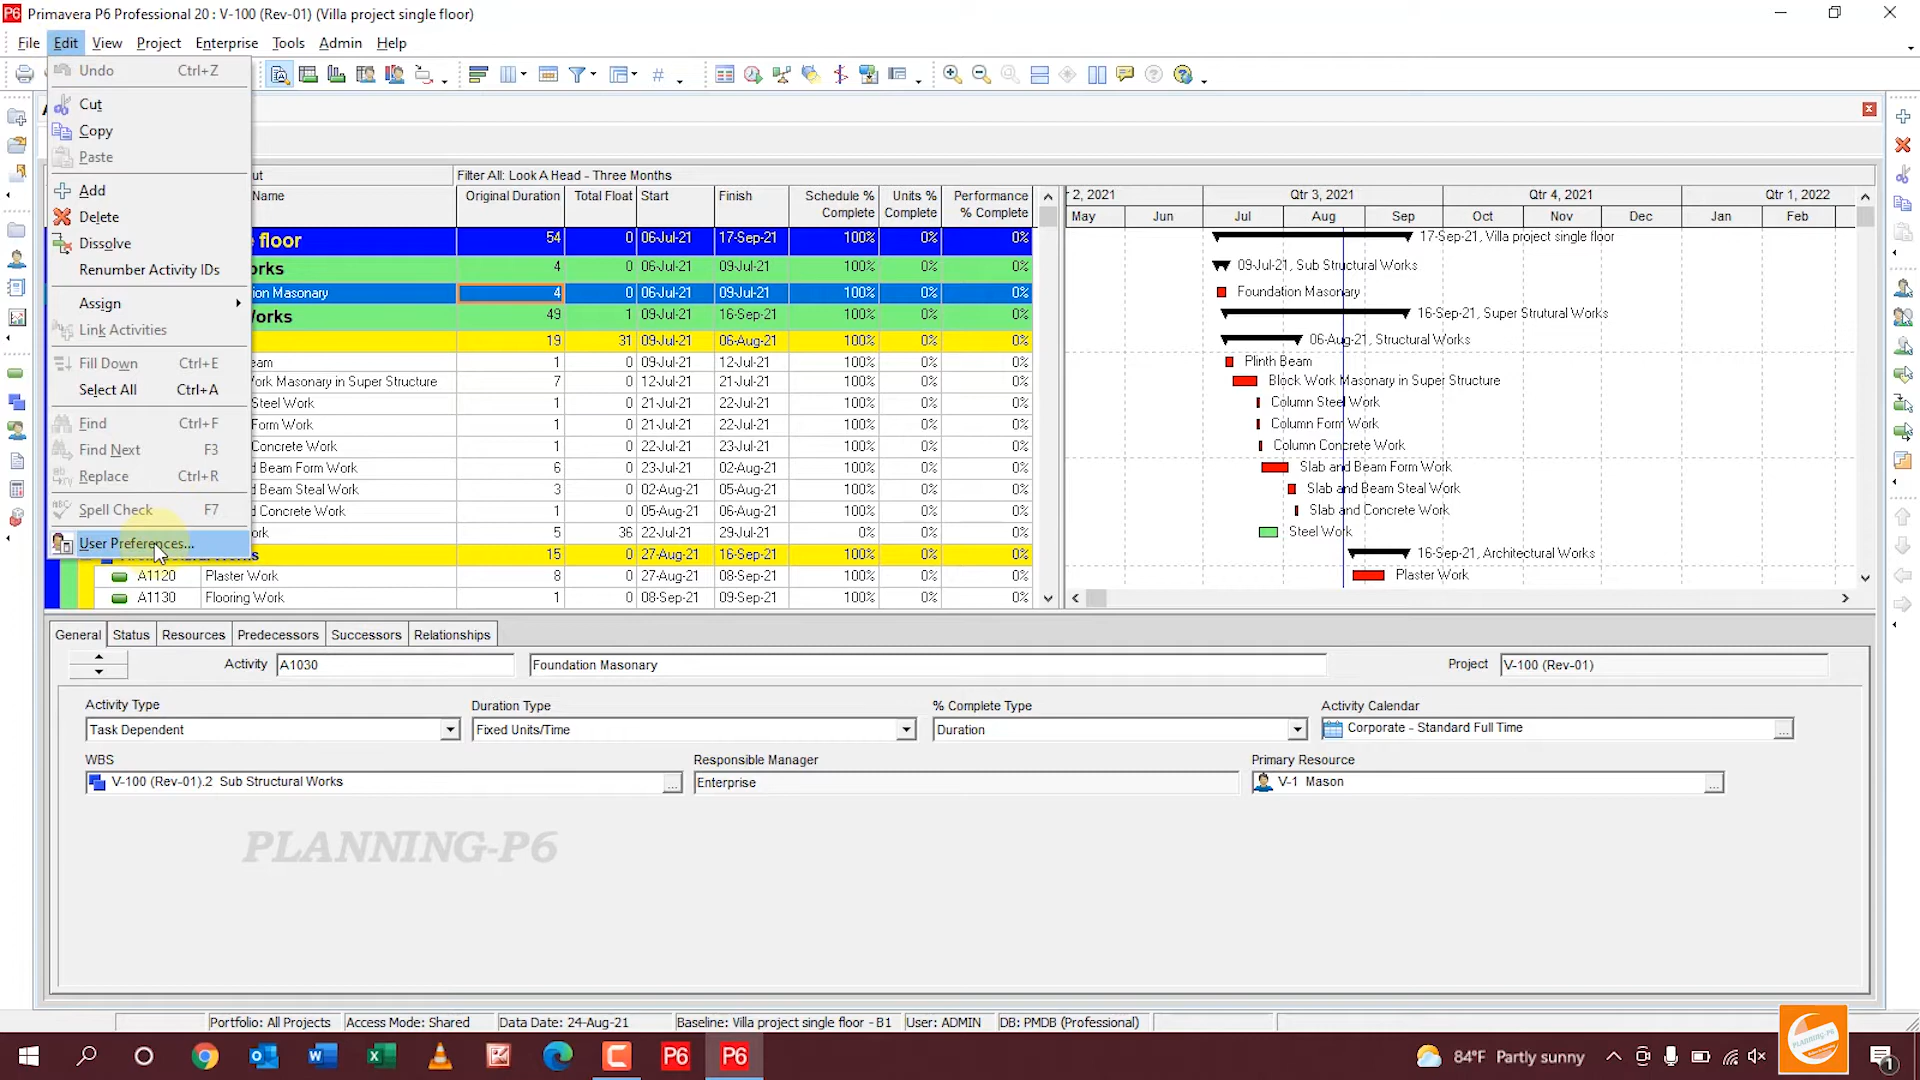 P6 Primavera P6 Professional 20 : V-100 (Rev-01) (Villa project single floor)
File Edit View Project Enterprise Tools Admin Help
Undo Ctrl+Z
Cut
Copy
Paste
Add
Delete
Dissolve
Renumber Activity IDs
Assign
Link Activities
Fill Down Ctrl+E
Select All Ctrl+A
Find Ctrl+F
Find Next F3
Replace Ctrl+R
Spell Check F7
User Preferences...
ut Filter All: Look A Head - Three Months
Name Original Duration Total Float Start Finish Schedule % Complete Units % Complete Performance % Complete
floor 54 0 06-Jul-21 17-Sep-21 100% 0% 0%
orks 4 0 06-Jul-21 09-Jul-21 100% 0% 0%
ion Masonary 4 0 06-Jul-21 09-Jul-21 100% 0% 0%
Works 49 1 09-Jul-21 16-Sep-21 100% 0% 0%
19 31 09-Jul-21 06-Aug-21 100% 0% 0%
eam 1 0 09-Jul-21 12-Jul-21 100% 0% 0%
ork Masonary in Super Structure 7 0 12-Jul-21 21-Jul-21 100% 0% 0%
Steel Work 1 0 21-Jul-21 22-Jul-21 100% 0% 0%
Form Work 1 0 21-Jul-21 22-Jul-21 100% 0% 0%
Concrete Work 1 0 22-Jul-21 23-Jul-21 100% 0% 0%
d Beam Form Work 6 0 23-Jul-21 02-Aug-21 100% 0% 0%
d Beam Steal Work 3 0 02-Aug-21 05-Aug-21 100% 0% 0%
d Concrete Work 1 0 05-Aug-21 06-Aug-21 100% 0% 0%
ork 5 36 22-Jul-21 29-Jul-21 100% 0% 0%
15 0 27-Aug-21 16-Sep-21 100% 0% 0%
A1120 Plaster Work 8 0 27-Aug-21 08-Sep-21 100% 0% 0%
A1130 Flooring Work 1 0 08-Sep-21 09-Sep-21 100% 0% 0%
2, 2021 Qtr 3, 2021 Qtr 4, 2021 Qtr 1, 2022
May Jun Jul Aug Sep Oct Nov Dec Jan Feb
17-Sep-21, Villa project single floor
09-Jul-21, Sub Structural Works
Foundation Masonary
16-Sep-21, Super Strutural Works
06-Aug-21, Structural Works
Plinth Beam
Block Work Masonary in Super Structure
Column Steel Work
Column Form Work
Column Concrete Work
Slab and Beam Form Work
Slab and Beam Steal Work
Slab and Concrete Work
Steel Work
16-Sep-21, Architectural Works
Plaster Work
General Status Resources Predecessors Successors Relationships
Activity A1030 Foundation Masonary Project V-100 (Rev-01)
Activity Type Duration Type % Complete Type Activity Calendar
Task Dependent Fixed Units/Time Duration Corporate - Standard Full Time
WBS Responsible Manager Primary Resource
V-100 (Rev-01).2 Sub Structural Works Enterprise V-1 Mason
PLANNING-P6
Portfolio: All Projects Access Mode: Shared Data Date: 24-Aug-21 Baseline: Villa project single floor - B1 User: ADMIN DB: PMDB (Professional)
P6 P6 84°F Partly sunny 1
PLANNING-P6